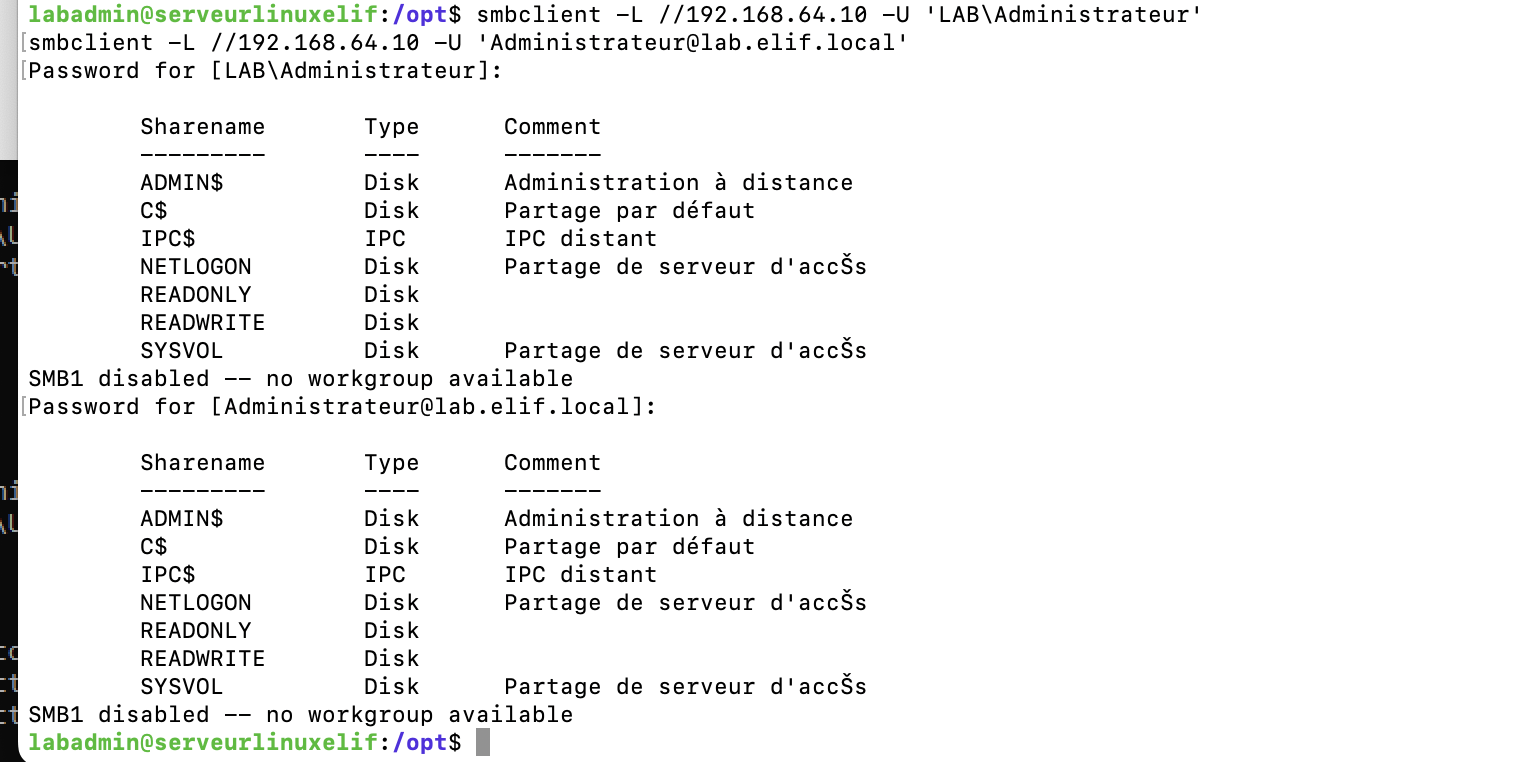 labadmin@serveurlinuxelif:/opt$ smbclient -L //192.168.64.10 -U 'LAB\Administrateur'
[smbclient -L //192.168.64.10 -U 'Administrateur@lab.elif.local'
[Password for [LAB\Administrateur]:
Sharename Type Comment
--------- ---- -------
ADMIN$ Disk Administration à distance
C$ Disk Partage par défaut
IPC$ IPC IPC distant
NETLOGON Disk Partage de serveur d'accŠs
READONLY Disk
READWRITE Disk
SYSVOL Disk Partage de serveur d'accŠs
SMB1 disabled -- no workgroup available
[Password for [Administrateur@lab.elif.local]:
Sharename Type Comment
--------- ---- -------
ADMIN$ Disk Administration à distance
C$ Disk Partage par défaut
IPC$ IPC IPC distant
NETLOGON Disk Partage de serveur d'accŠs
READONLY Disk
READWRITE Disk
SYSVOL Disk Partage de serveur d'accŠs
SMB1 disabled -- no workgroup available
labadmin@serveurlinuxelif:/opt$